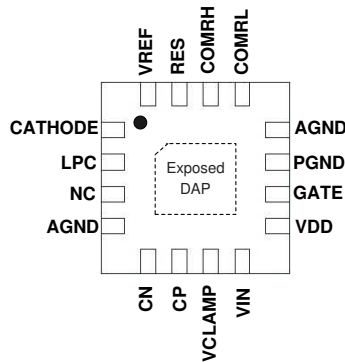 VREF
RES
COMRH
COMRL
CATHODE
LPC
NC
AGND
Exposed
DAP
AGND
PGND
GATE
VDD
CN
CP
VCLAMP
VIN